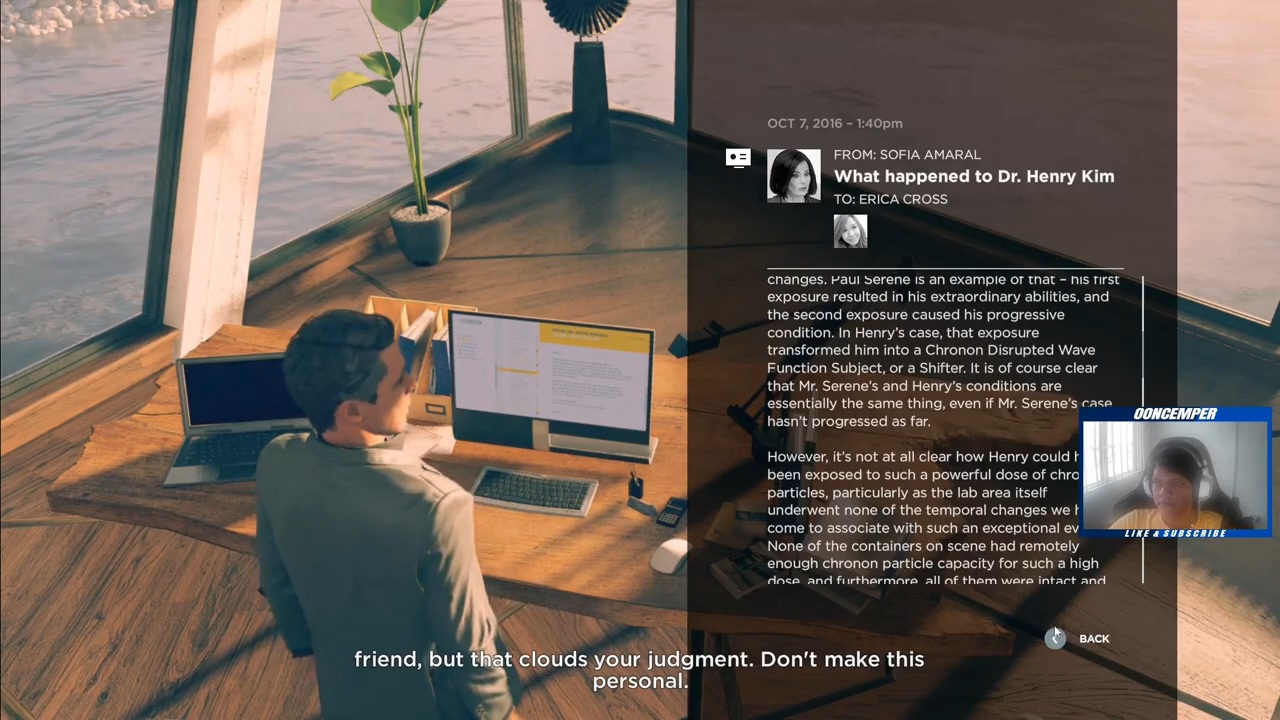 OCT 7, 2016 – 1:40pm
FROM: SOFIA AMARAL
What happened to Dr. Henry Kim
TO: ERICA CROSS
changes. Paul Serene is an example of that – his first
exposure resulted in his extraordinary abilities, and
the second exposure caused his progressive
condition. In Henry's case, that exposure
transformed him into a Chronon Disrupted Wave
Function Subject, or a Shifter. It is of course clear
that Mr. Serene's and Henry's conditions are
essentially the same thing, even if Mr. Serene's case
hasn't progressed as far.
However, it's not at all clear how Henry could h
been exposed to such a powerful dose of chro
particles, particularly as the lab area itself
underwent none of the temporal changes we h
come to associate with such an exceptional ev
None of the containers on scene had remotely
enough chronon particle capacity for such a high
dose, and furthermore, all of them were intact and
OONCEMPER
LIKE & SUBSCRIBE
BACK
friend, but that clouds your judgment. Don't make this
personal.